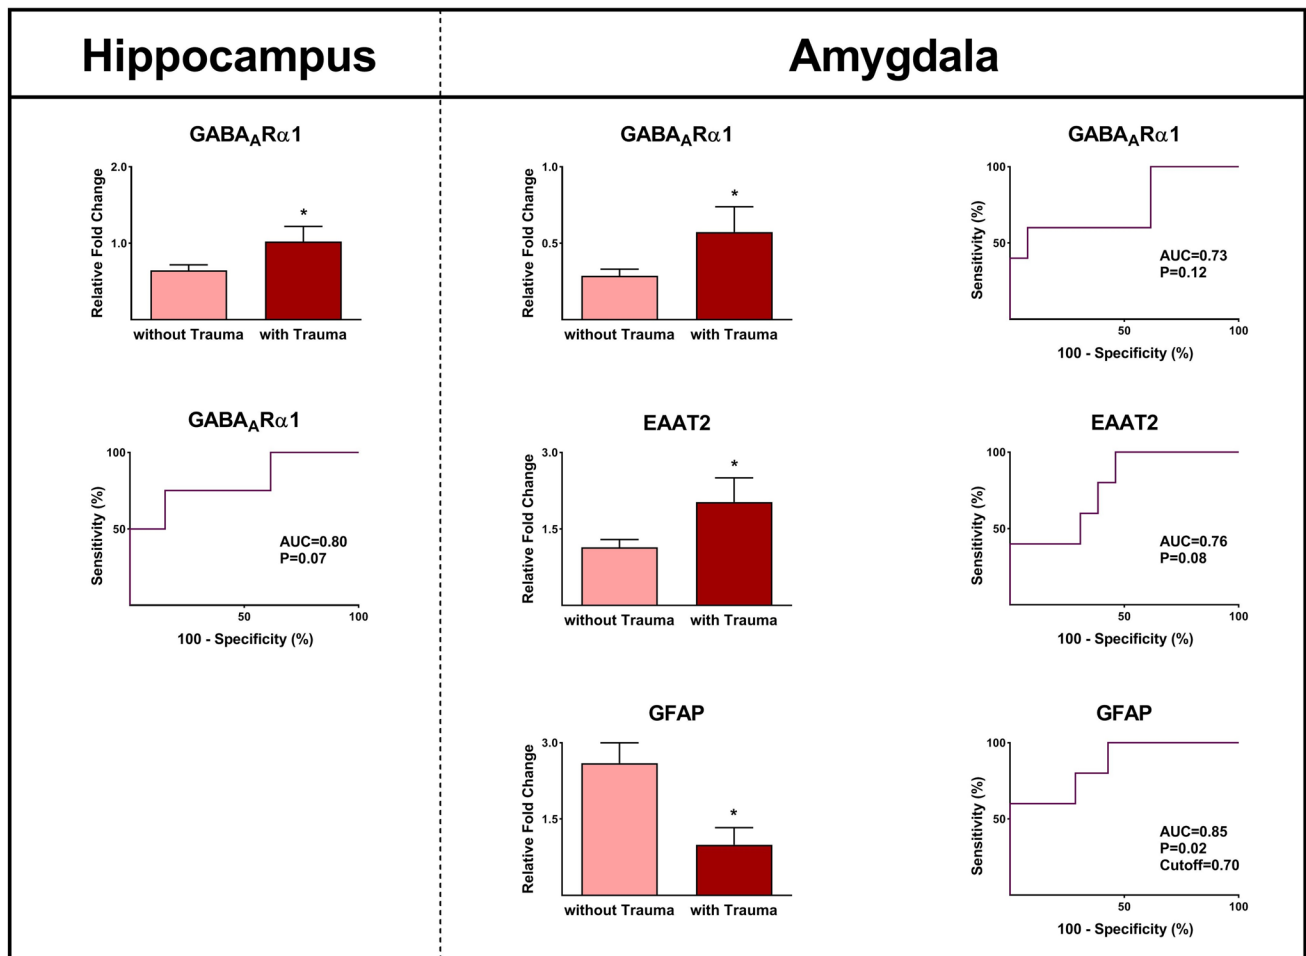 Hippocampus
Amygdala
GABAARα1
Relative Fold Change
2.0
1.0
*
without Trauma
with Trauma
GABAARα1
Relative Fold Change
1.0
0.5
*
without Trauma
with Trauma
GABAARα1
Sensitivity (%)
100
50
AUC=0.73
P=0.12
50
100
100 - Specificity (%)
GABAARα1
Sensitivity (%)
100
50
AUC=0.80
P=0.07
50
100
100 - Specificity (%)
EAAT2
Relative Fold Change
3.0
1.5
*
without Trauma
with Trauma
EAAT2
Sensitivity (%)
100
50
AUC=0.76
P=0.08
50
100
100 - Specificity (%)
GFAP
Relative Fold Change
3.0
1.5
*
without Trauma
with Trauma
GFAP
Sensitivity (%)
100
50
AUC=0.85
P=0.02
Cutoff=0.70
50
100
100 - Specificity (%)